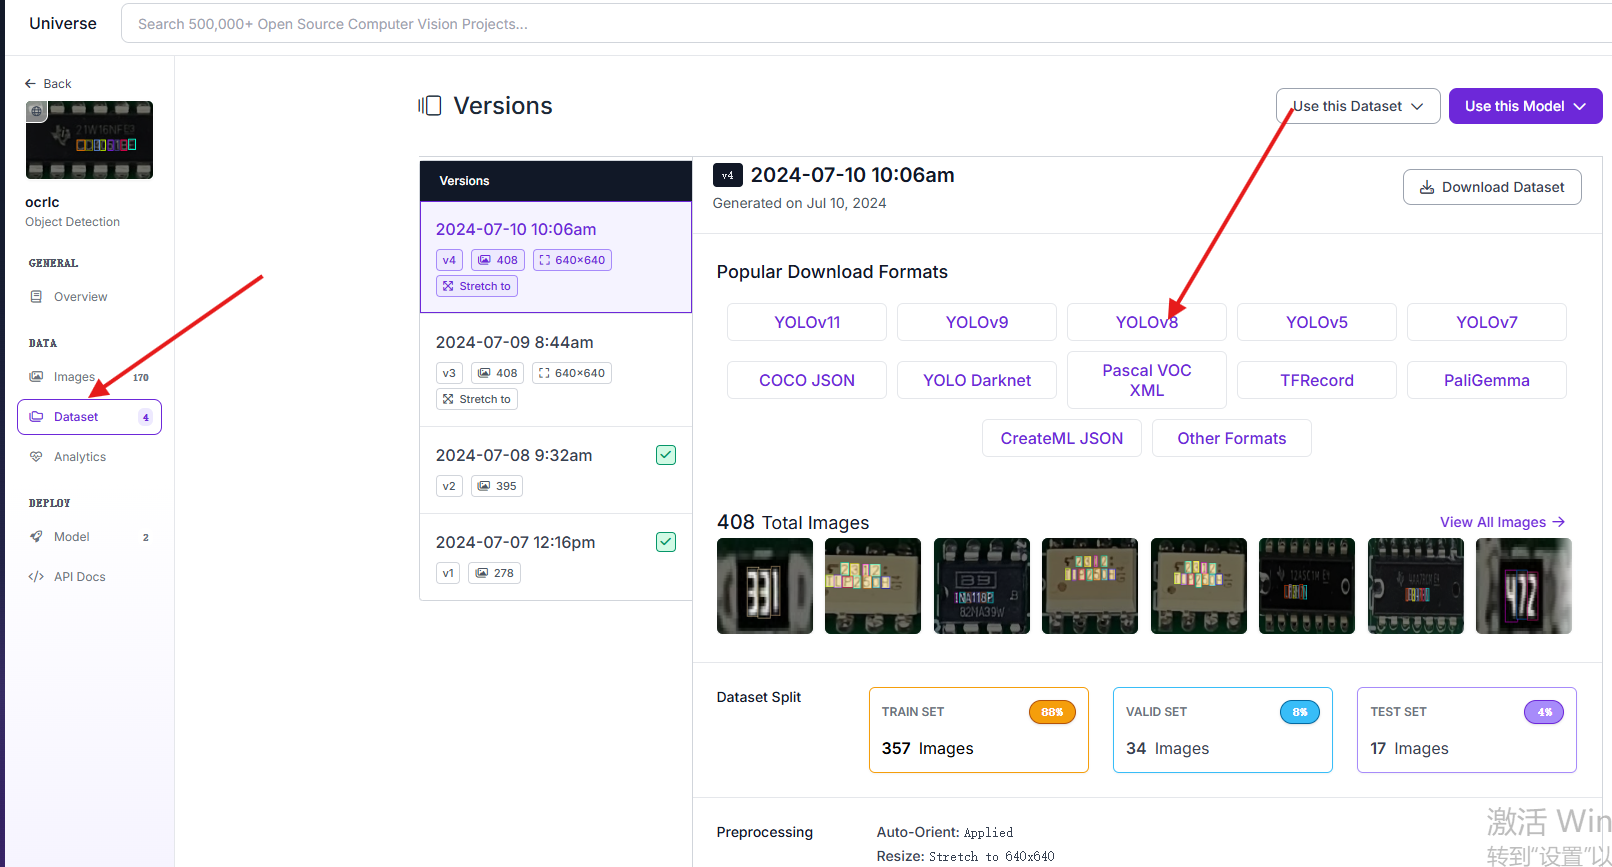 Universe
Search 500,000+ Open Source Computer Vision Projects...
Back
ocrlc
Object Detection
GENERAL
Overview
DATA
Images 170
Dataset 4
Analytics
DEPLOY
Model 2
API Docs
Versions
Use this Dataset
Use this Model
Versions
2024-07-10 10:06am
v4 408 640×640
Stretch to
2024-07-09 8:44am
v3 408 640×640
Stretch to
2024-07-08 9:32am
v2 395
2024-07-07 12:16pm
v1 278
v4 2024-07-10 10:06am
Generated on Jul 10, 2024
Download Dataset
Popular Download Formats
YOLOv11 YOLOv9 YOLOv8 YOLOv5 YOLOv7
COCO JSON YOLO Darknet Pascal VOC XML TFRecord PaliGemma
CreateML JSON Other Formats
408 Total Images
View All Images
331
472
Dataset Split
TRAIN SET 88%
357 Images
VALID SET 8%
34 Images
TEST SET 4%
17 Images
Preprocessing
Auto-Orient: Applied
Resize: Stretch to 640x640
激活 Win
转到“设置”以